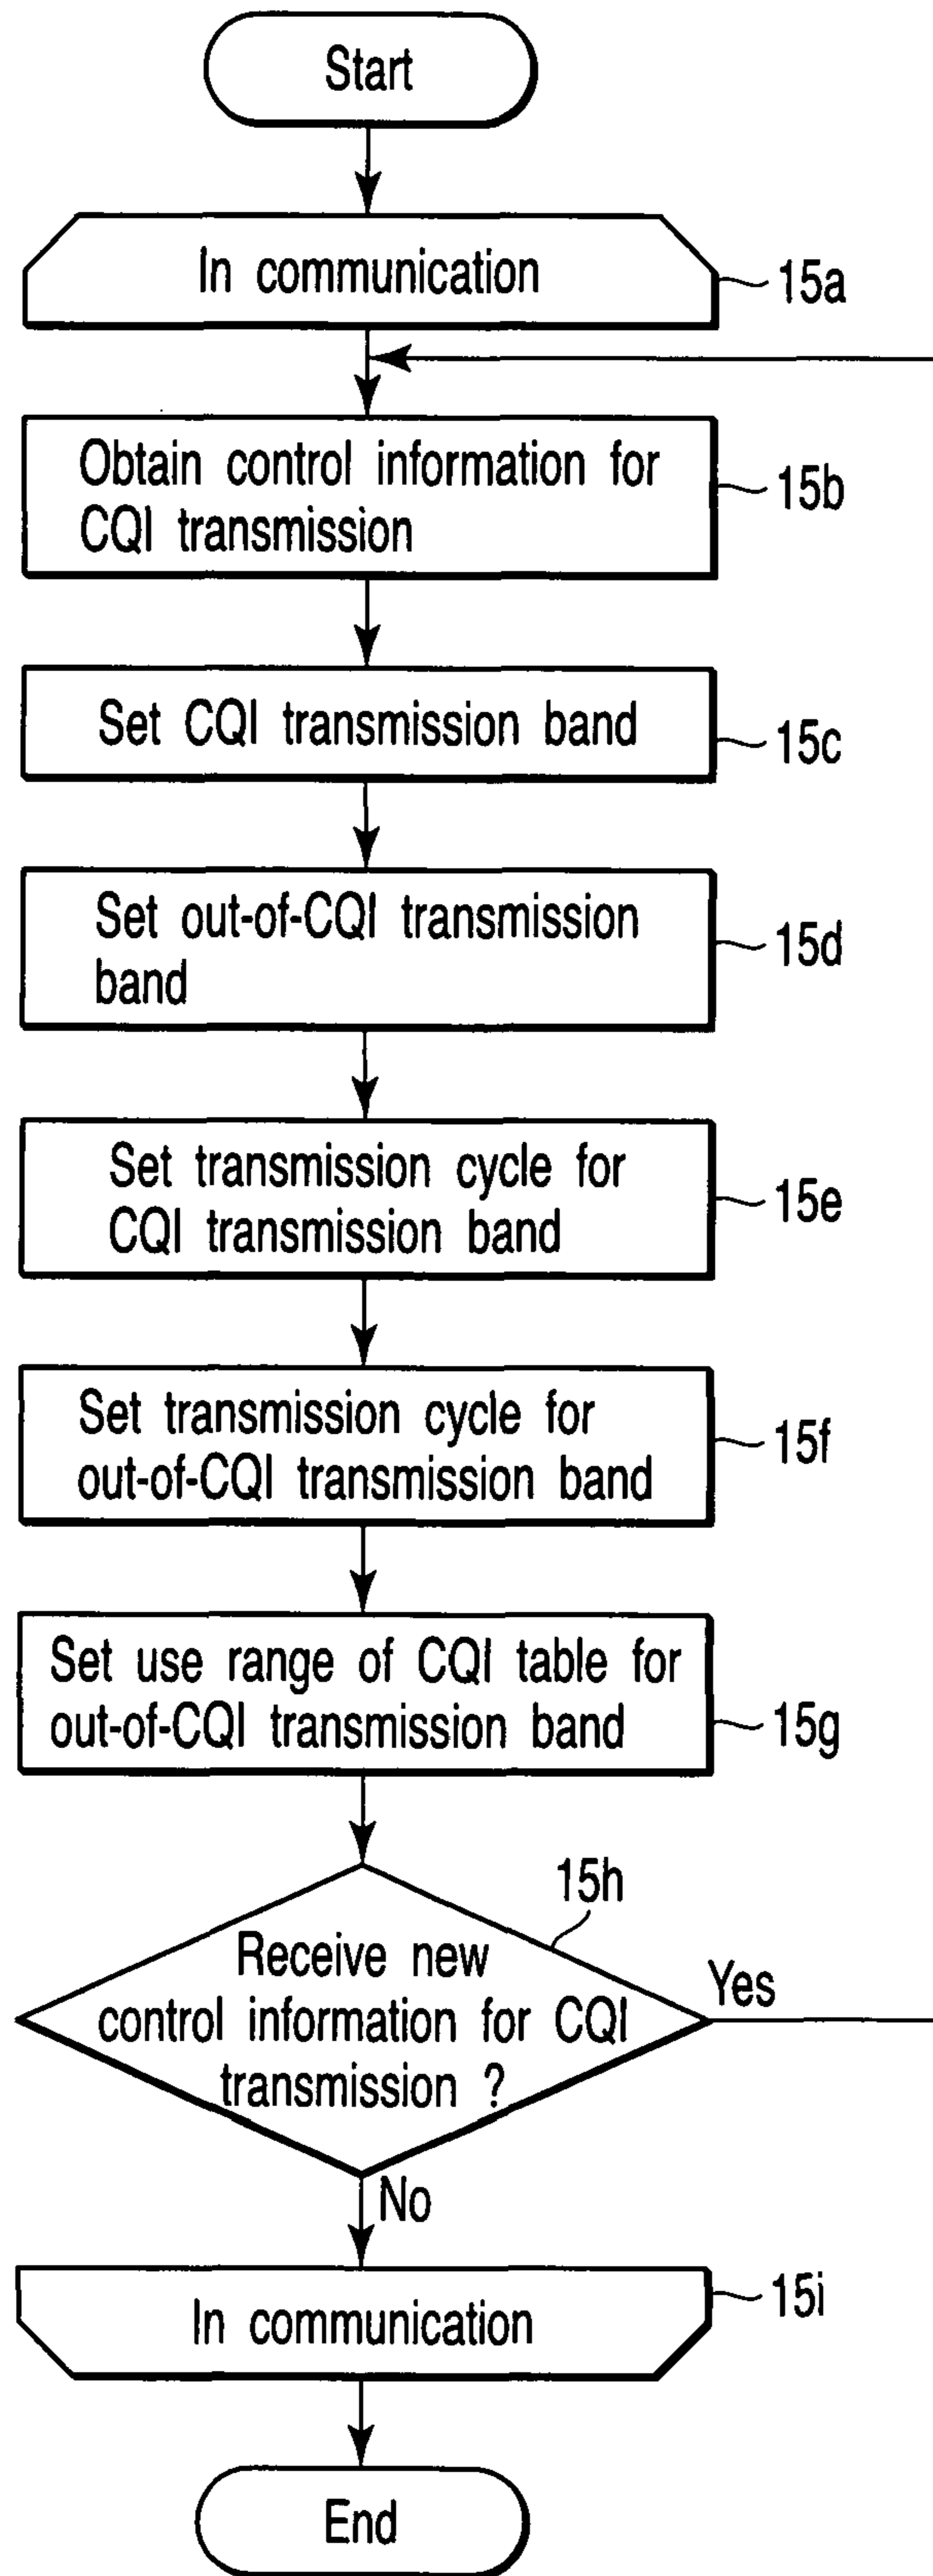 Start
In communication
15a
Obtain control information for
CQI transmission
15b
Set CQI transmission band
15c
Set out-of-CQI transmission
band
15d
Set transmission cycle for
CQI transmission band
15e
Set transmission cycle for
out-of-CQI transmission band
15f
Set use range of CQI table for
out-of-CQI transmission band
15g
15h
Receive new
control information for CQI
transmission ?
Yes
No
In communication
15i
End